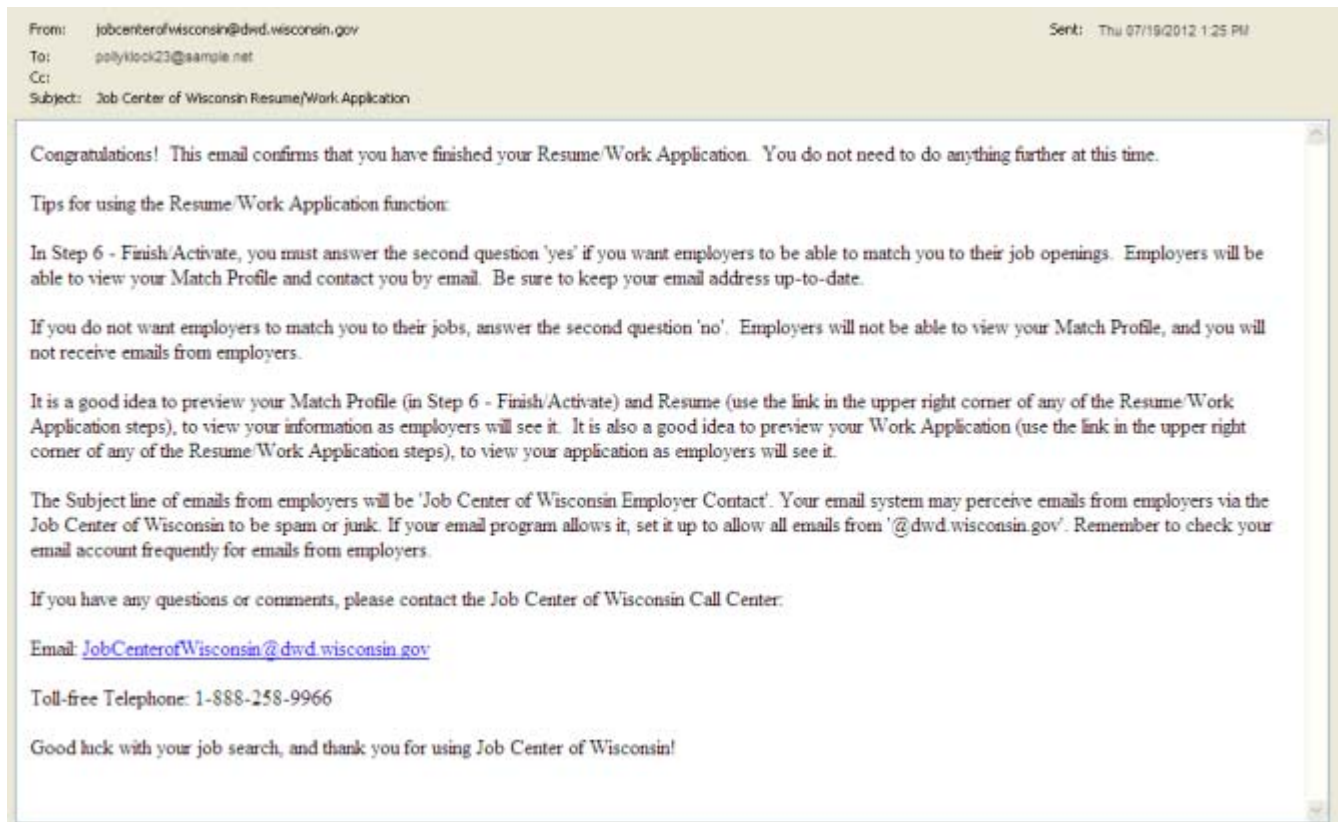 From: jobcenterofwisconsin@dwd.wisconsin.gov Sent: Thu 07/19/2012 1:25 PM
To: pollyklock23@sample.net
Cc:
Subject: Job Center of Wisconsin Resume/Work Application
Congratulations!  This email confirms that you have finished your Resume/Work Application.  You do not need to do anything further at this time.
Tips for using the Resume/Work Application function:
In Step 6 - Finish/Activate, you must answer the second question 'yes' if you want employers to be able to match you to their job openings.  Employers will be
able to view your Match Profile and contact you by email.  Be sure to keep your email address up-to-date.
If you do not want employers to match you to their jobs, answer the second question 'no'.  Employers will not be able to view your Match Profile, and you will
not receive emails from employers.
It is a good idea to preview your Match Profile (in Step 6 - Finish/Activate) and Resume (use the link in the upper right corner of any of the Resume/Work
Application steps), to view your information as employers will see it.  It is also a good idea to preview your Work Application (use the link in the upper right
corner of any of the Resume/Work Application steps), to view your application as employers will see it.
The Subject line of emails from employers will be 'Job Center of Wisconsin Employer Contact'. Your email system may perceive emails from employers via the
Job Center of Wisconsin to be spam or junk. If your email program allows it, set it up to allow all emails from '@dwd.wisconsin.gov'. Remember to check your
email account frequently for emails from employers.
If you have any questions or comments, please contact the Job Center of Wisconsin Call Center:
Email: JobCenterofWisconsin@dwd.wisconsin.gov
Toll-free Telephone: 1-888-258-9966
Good luck with your job search, and thank you for using Job Center of Wisconsin!